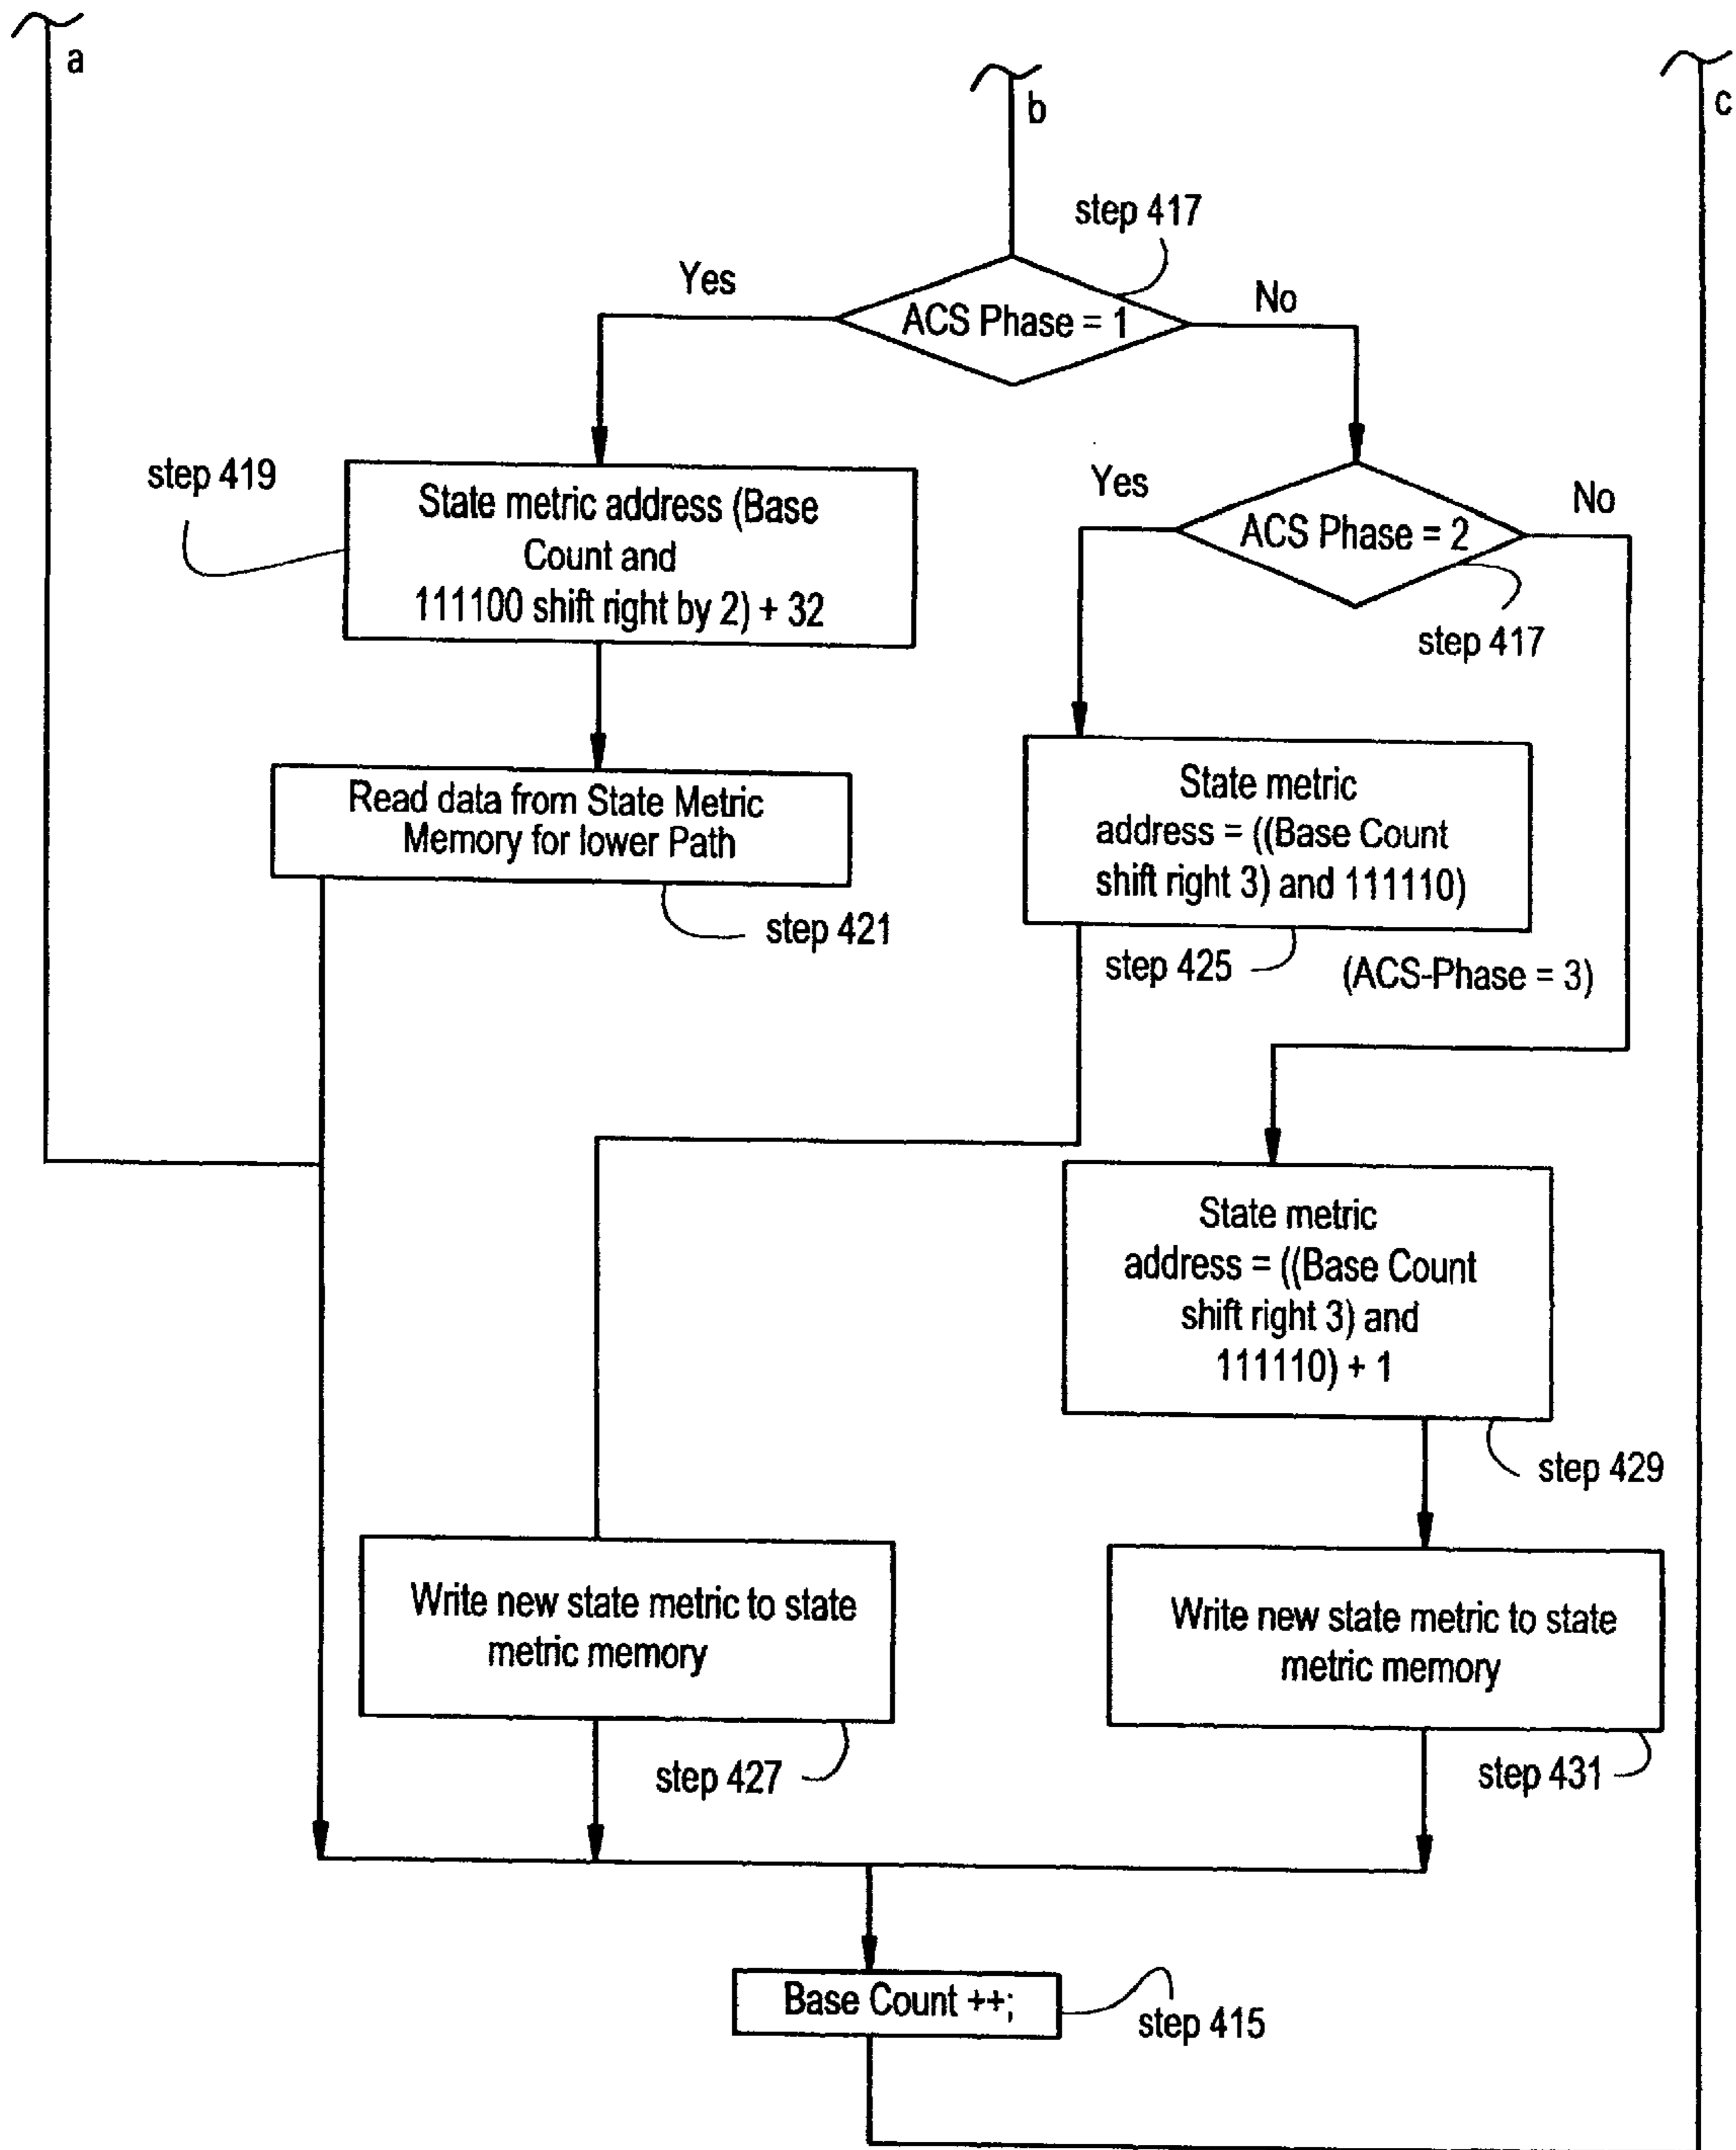 a
b
c
step 417
Yes
No
ACS Phase = 1
step 419
State metric address (Base
Count and
111100 shift right by 2) + 32
Yes
No
ACS Phase = 2
step 417
Read data from State Metric
Memory for lower Path
step 421
State metric
address = ((Base Count
shift right 3) and 111110)
step 425
(ACS-Phase = 3)
State metric
address = ((Base Count
shift right 3) and
111110) + 1
step 429
Write new state metric to state
metric memory
step 427
Write new state metric to state
metric memory
step 431
Base Count ++;
step 415